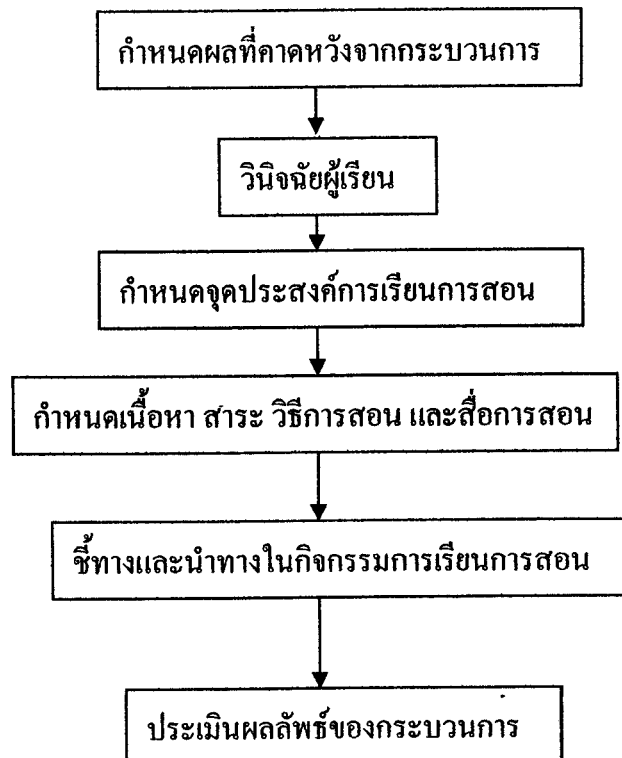 กำหนดผลที่คาดหวังจากกระบวนการ
วินิจฉัยผู้เรียน
กำหนดจุดประสงค์การเรียนการสอน
กำหนดเนื้อหา สาระ วิธีการสอน และสื่อการสอน
ชี้ทางและนำทางในกิจกรรมการเรียนการสอน
ประเมินผลลัพธ์ของกระบวนการ